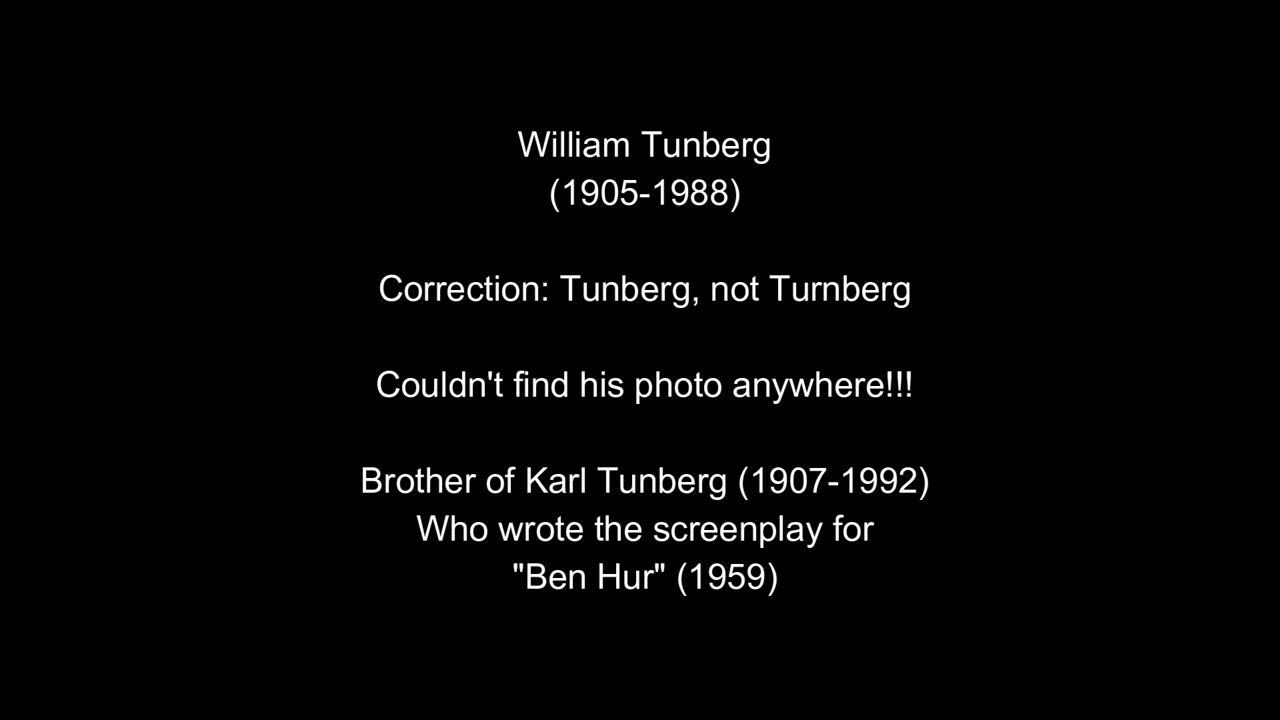 William Tunberg
(1905-1988)
Correction: Tunberg, not Turnberg
Couldn't find his photo anywhere!!!
Brother of Karl Tunberg (1907-1992)
Who wrote the screenplay for
"Ben Hur" (1959)